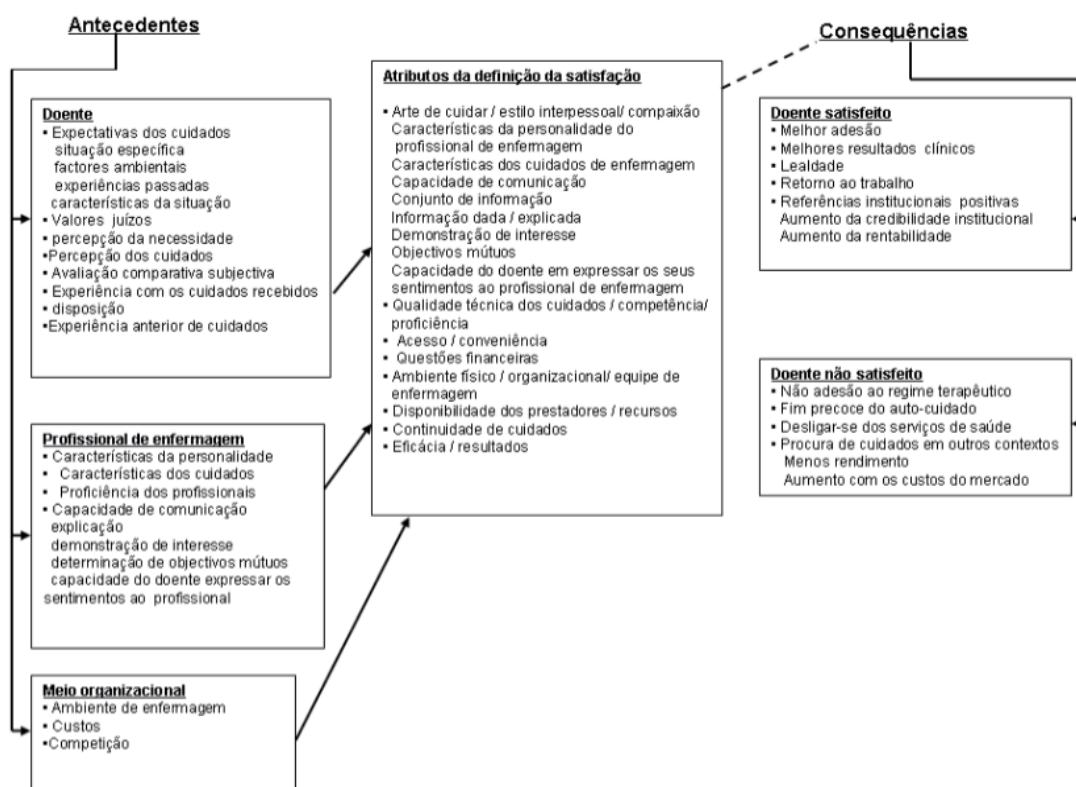 Antecedentes
Doente
▪ Expectativas dos cuidados
situação específica
factores ambientais
experiências passadas
características da situação
▪ Valores juízos
▪ percepção da necessidade
▪Percepção dos cuidados
▪ Avaliação comparativa subjectiva
▪ Experiência com os cuidados recebidos
▪ disposição
▪Experiência anterior de cuidados
Profissional de enfermagem
▪ Características da personalidade
▪ Características dos cuidados
▪ Proficiência dos profissionais
▪ Capacidade de comunicação
explicação
demonstração de interesse
determinação de objectivos mútuos
capacidade do doente expressar os
sentimentos ao profissional
Meio organizacional
▪ Ambiente de enfermagem
▪ Custos
▪Competição
Atributos da definição da satisfação
▪ Arte de cuidar / estilo interpessoal/ compaixão
Características da personalidade do
profissional de enfermagem
Características dos cuidados de enfermagem
Capacidade de comunicação
Conjunto de informação
Informação dada / explicada
Demonstração de interesse
Objectivos mútuos
Capacidade do doente em expressar os seus
sentimentos ao profissional de enfermagem
▪ Qualidade técnica dos cuidados / competência/
proficiência
▪ Acesso / conveniência
▪ Questões financeiras
▪ Ambiente físico / organizacional/ equipe de
enfermagem
▪ Disponibilidade dos prestadores / recursos
▪ Continuidade de cuidados
▪ Eficácia / resultados
Consequências
Doente satisfeito
▪ Melhor adesão
▪ Melhores resultados clínicos
▪ Lealdade
▪ Retorno ao trabalho
▪ Referências institucionais positivas
Aumento da credibilidade institucional
Aumento da rentabilidade
Doente não satisfeito
▪ Não adesão ao regime terapêutico
▪ Fim precoce do auto-cuidado
▪ Desligar-se dos serviços de saúde
▪ Procura de cuidados em outros contextos
Menos rendimento
Aumento com os custos do mercado